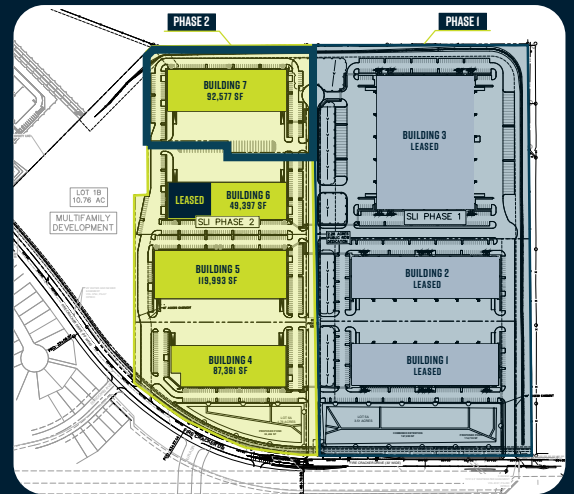 PHASE 2
PHASE 1
BUILDING 7
92,577 SF
BUILDING 3
LEASED
LOT 1B
10.76 AC
MULTIFAMILY
DEVELOPMENT
LEASED
BUILDING 6
49,397 SF
SLI PHASE 2
SLI PHASE 1
BUILDING 5
119,993 SF
BUILDING 2
LEASED
BUILDING 4
87,361 SF
BUILDING 1
LEASED